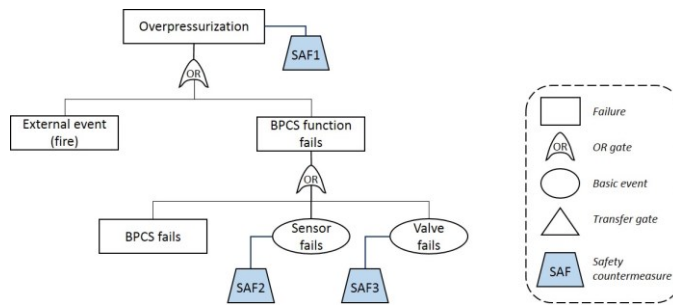 Overpressurization
SAF1
OR
External event
(fire)
BPCS function
fails
OR
BPCS fails
Sensor
fails
Valve
fails
SAF2
SAF3
Failure
OR
OR gate
Basic event
Transfer gate
SAF
Safety
countermeasure